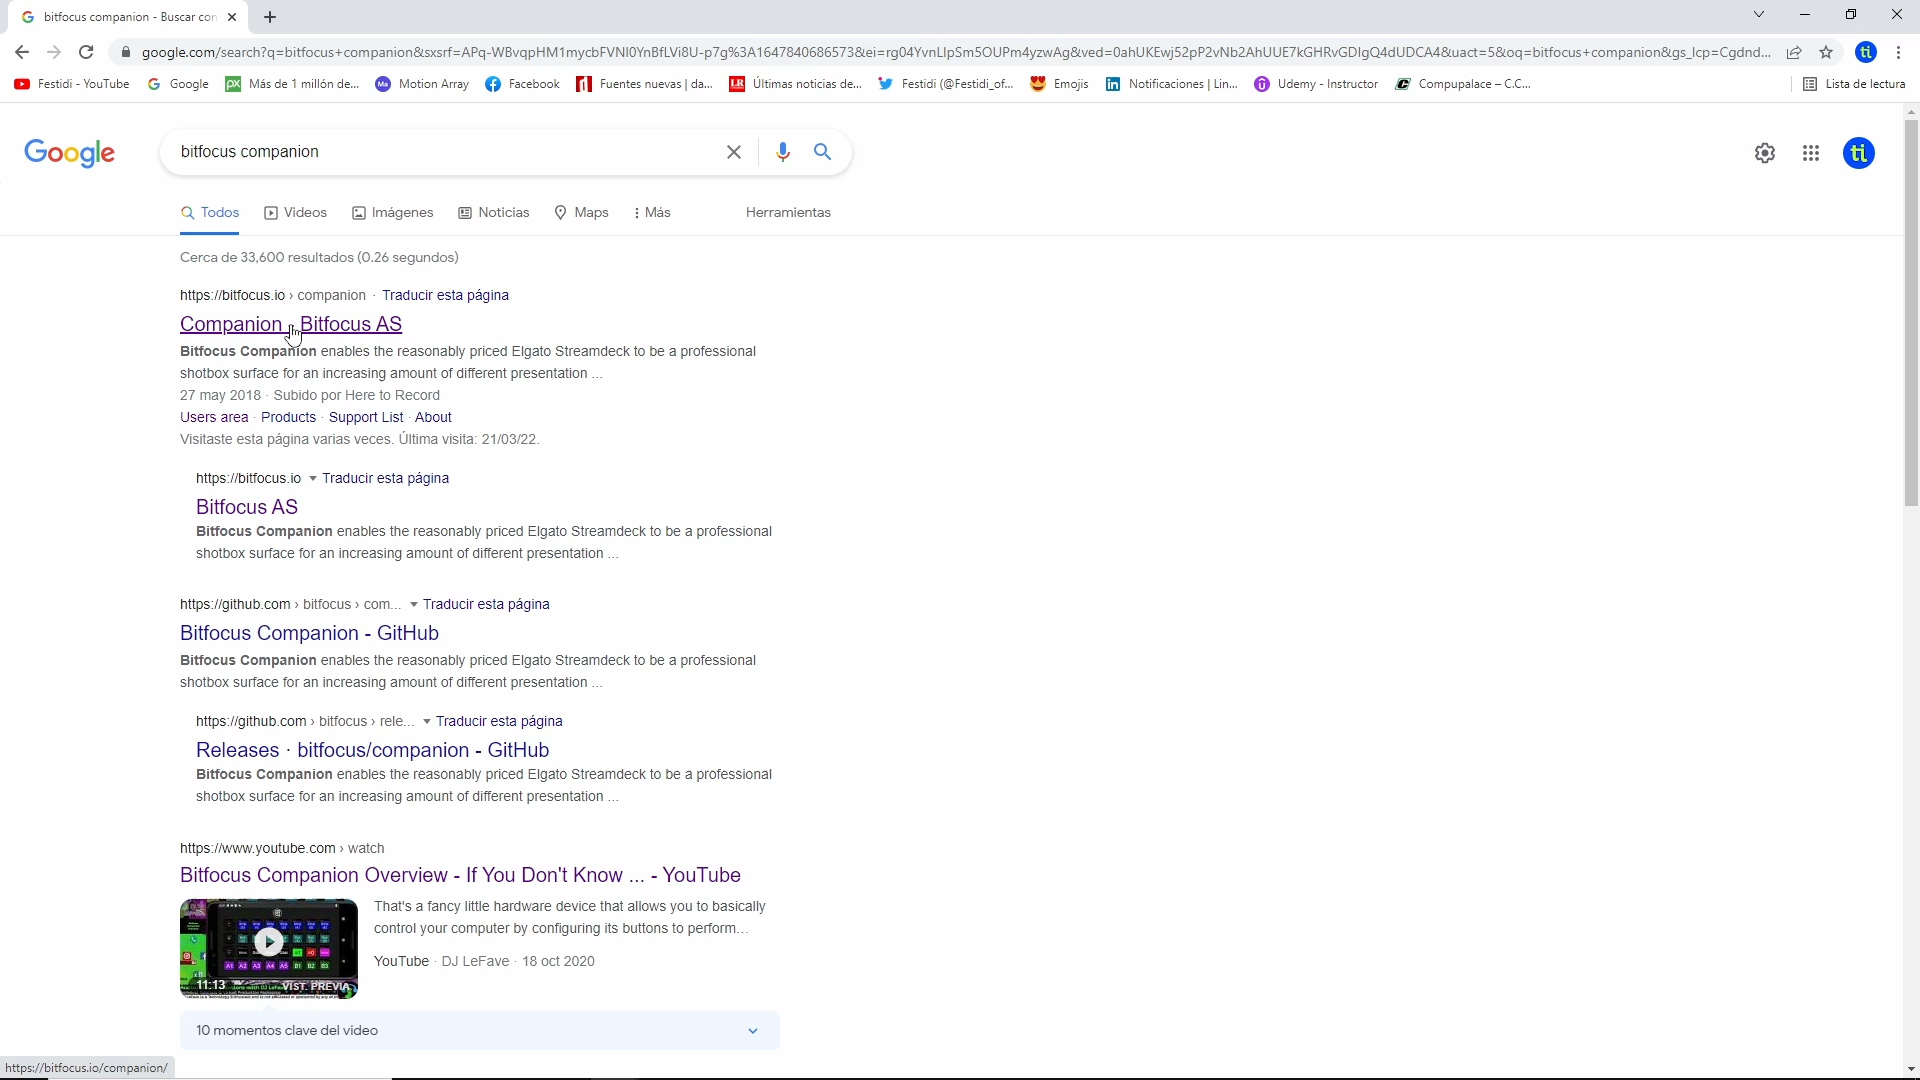 bitfocus companion - Buscar con
google.com/search?q=bitfocus+companion&sxsrf=APq-WBvqpHM1mycbFVNI0YnBfLVi8U-p7g%3A1647840686573&ei=rg04YvnLIpSm5OUPm4yzwAg&ved=0ahUKEwj52pP2vNb2AhUUE7kGHRvGDIgQ4dUDCA4&uact=5&oq=bitfocus+companion&gs_lcp=Cgdnd...
Festidi - YouTube Google Más de 1 millón de... Motion Array Facebook Fuentes nuevas | da... Últimas noticias de... Festidi (@Festidi_of... Emojis Notificaciones | Lin... Udemy - Instructor Compupalace – C.C... Lista de lectura
Google bitfocus companion ti
Todos Videos Imágenes Noticias Maps Más Herramientas
Cerca de 33,600 resultados (0.26 segundos)
https://bitfocus.io › companion · Traducir esta página
Companion - Bitfocus AS
Bitfocus Companion enables the reasonably priced Elgato Streamdeck to be a professional
shotbox surface for an increasing amount of different presentation ...
27 may 2018 · Subido por Here to Record
Users area · Products · Support List · About
Visitaste esta página varias veces. Última visita: 21/03/22.
https://bitfocus.io Traducir esta página
Bitfocus AS
Bitfocus Companion enables the reasonably priced Elgato Streamdeck to be a professional
shotbox surface for an increasing amount of different presentation ...
https://github.com › bitfocus › com... Traducir esta página
Bitfocus Companion - GitHub
Bitfocus Companion enables the reasonably priced Elgato Streamdeck to be a professional
shotbox surface for an increasing amount of different presentation ...
https://github.com › bitfocus › rele... Traducir esta página
Releases · bitfocus/companion - GitHub
Bitfocus Companion enables the reasonably priced Elgato Streamdeck to be a professional
shotbox surface for an increasing amount of different presentation ...
https://www.youtube.com › watch
Bitfocus Companion Overview - If You Don't Know ... - YouTube
That's a fancy little hardware device that allows you to basically
control your computer by configuring its buttons to perform...
YouTube · DJ LeFave · 18 oct 2020
A1 A2 A3 A4 A5 B1 B2 B3
11:13 VIST. PREVIA
10 momentos clave del video
https://bitfocus.io/companion/